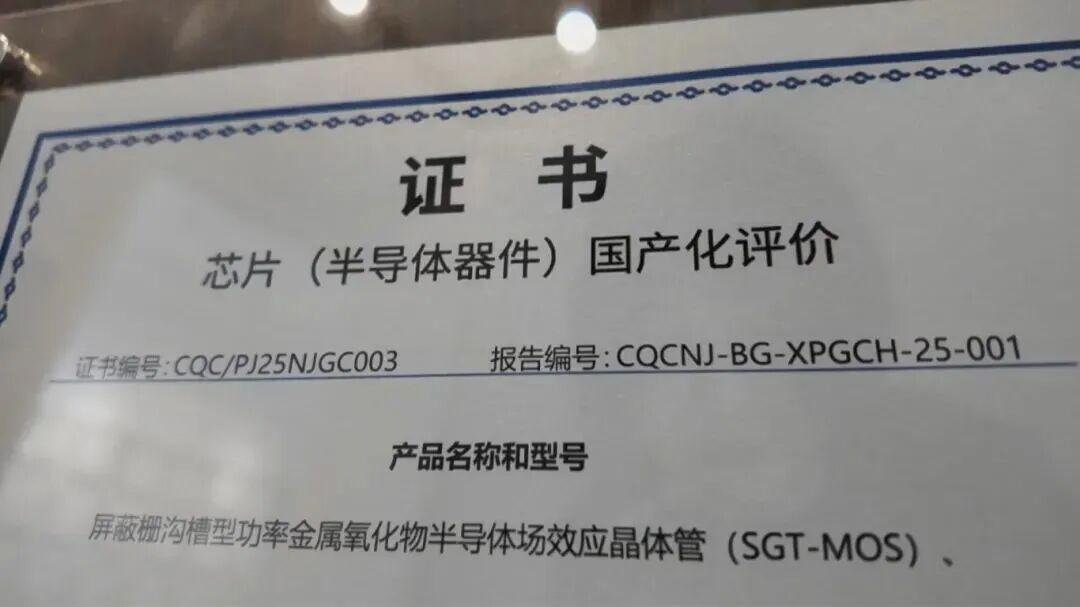 证 书
芯片（半导体器件）国产化评价
证书编号：CQC/PJ25NJGC003 报告编号：CQCNJ-BG-XPGCH-25-001
产品名称和型号
屏蔽栅沟槽型功率金属氧化物半导体场效应晶体管（SGT-MOS）、